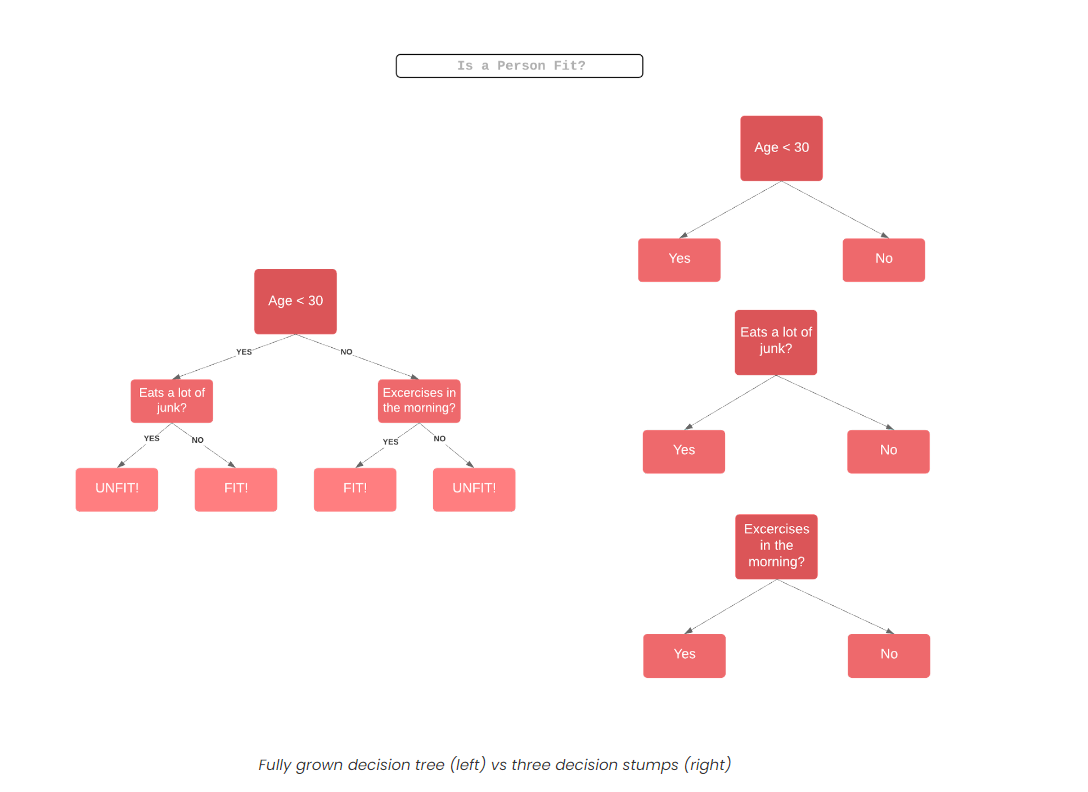 Is a Person Fit?
Age < 30
YES
NO
Eats a lot of
junk?
Excercises in
the morning?
YES
NO
YES
NO
UNFIT!
FIT!
FIT!
UNFIT!
Age < 30
Yes
No
Eats a lot of
junk?
Yes
No
Excercises
in the
morning?
Yes
No
Fully grown decision tree (left) vs three decision stumps (right)